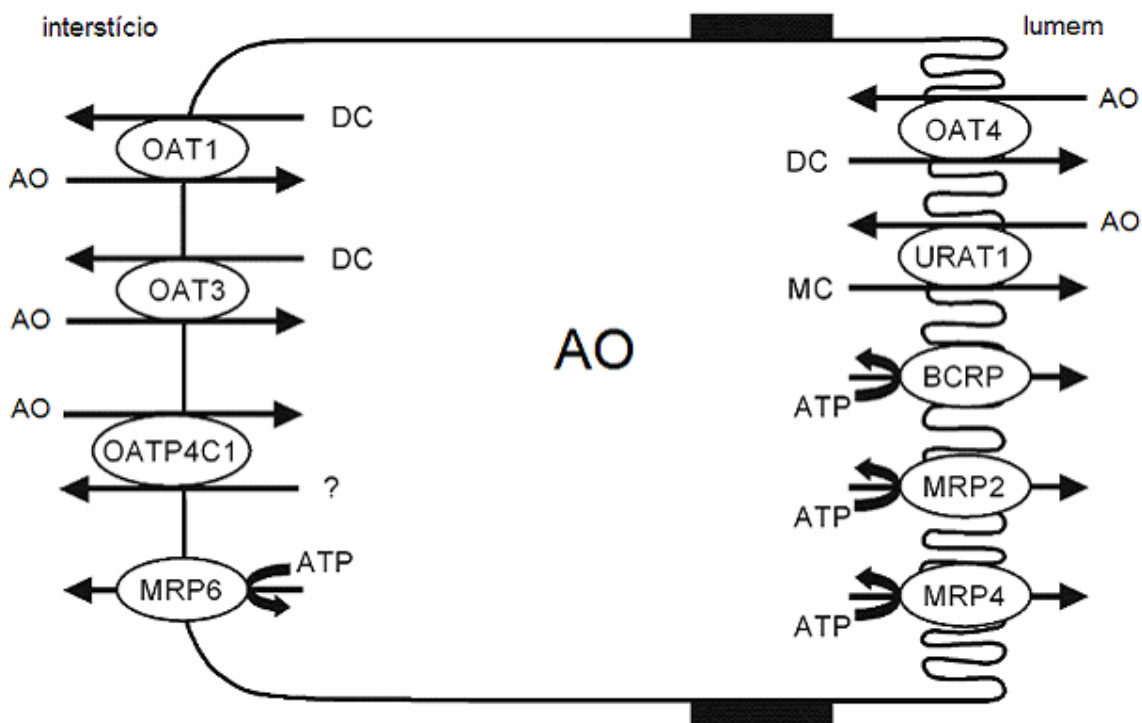 interstício
lumem
DC
OAT1
AO
DC
OAT3
AO
AO
OATP4C1
?
ATP
MRP6
AO
AO
OAT4
DC
AO
URAT1
MC
BCRP
ATP
MRP2
ATP
MRP4
ATP